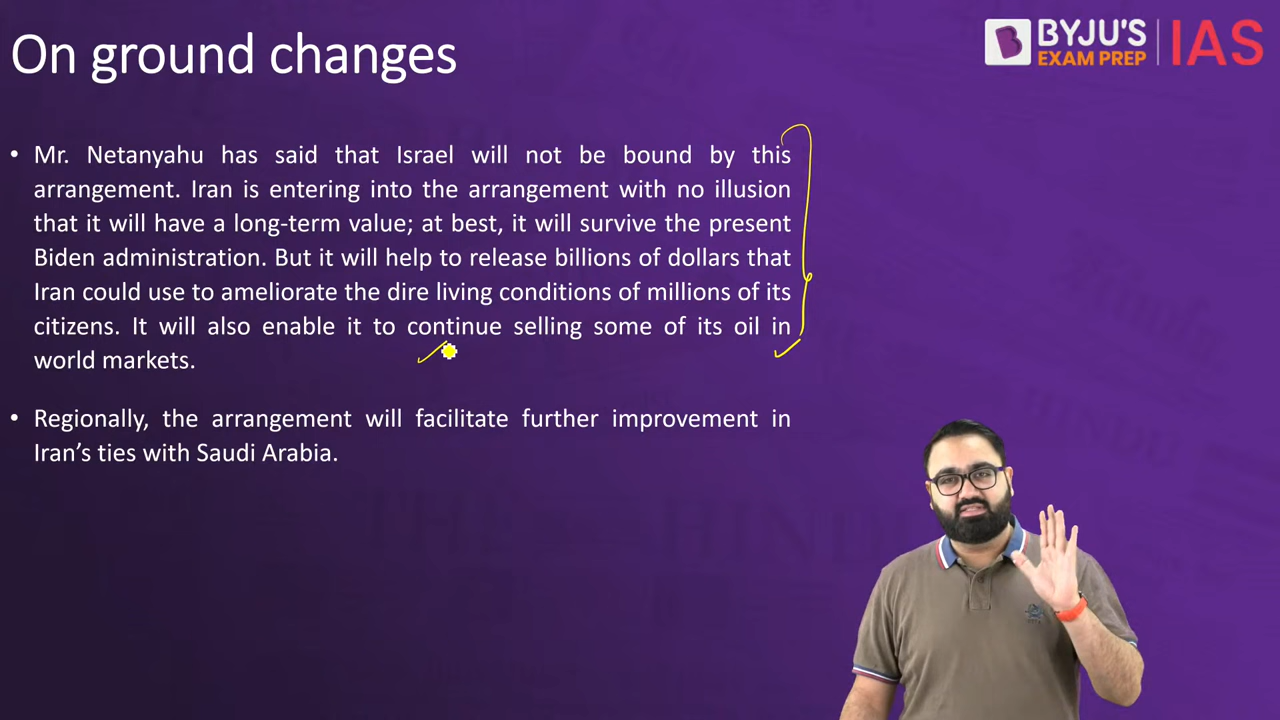 On ground changes
BYJU'S
EXAM PREP
IAS
• Mr. Netanyahu has said that Israel will not be bound by this
arrangement. Iran is entering into the arrangement with no illusion
that it will have a long-term value; at best, it will survive the present
Biden administration. But it will help to release billions of dollars that
Iran could use to ameliorate the dire living conditions of millions of its
citizens. It will also enable it to continue selling some of its oil in
world markets.
• Regionally, the arrangement will facilitate further improvement in
Iran's ties with Saudi Arabia.
THE HINDU
HINDU